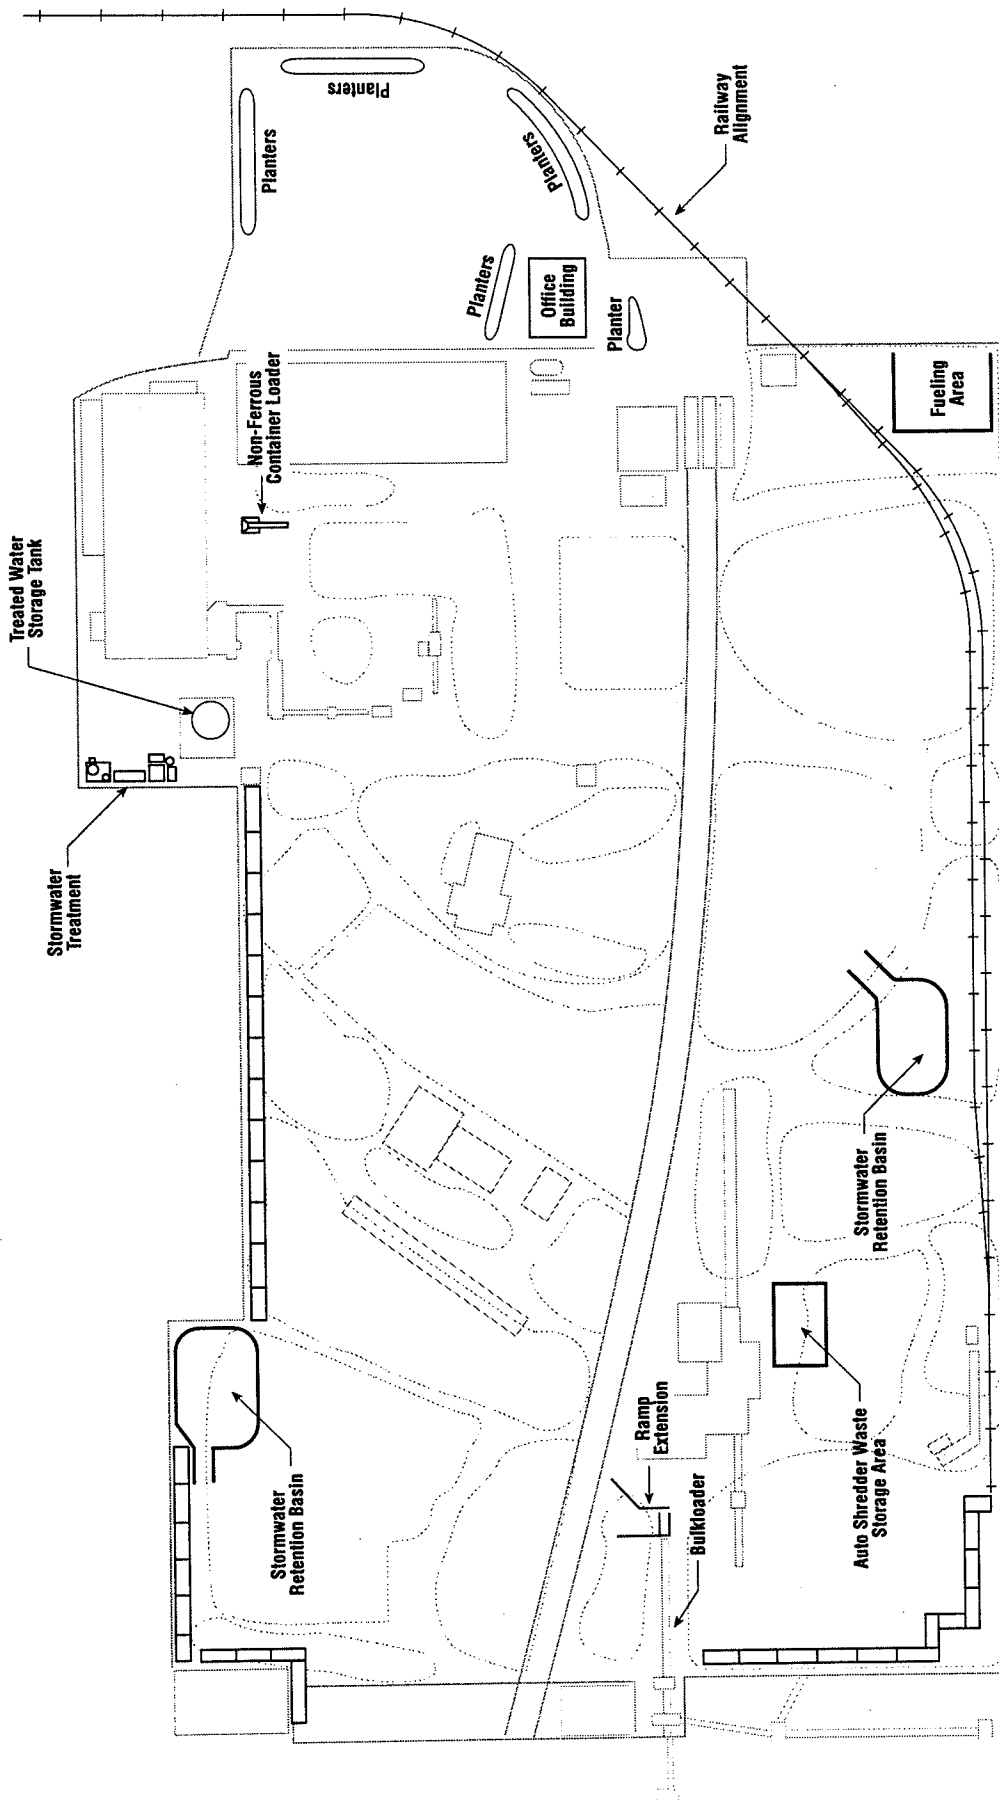 Planters
Planters
Planters
Railway
Alignment
Planters
Office
Building
Planter
Fueling
Area
Non-Ferrous
Container Loader
Treated Water
Storage Tank
Stormwater
Treatment
Stormwater
Retention Basin
Stormwater
Retention Basin
Ramp
Extension
Bulkloader
Auto Shredder Waste
Storage Area